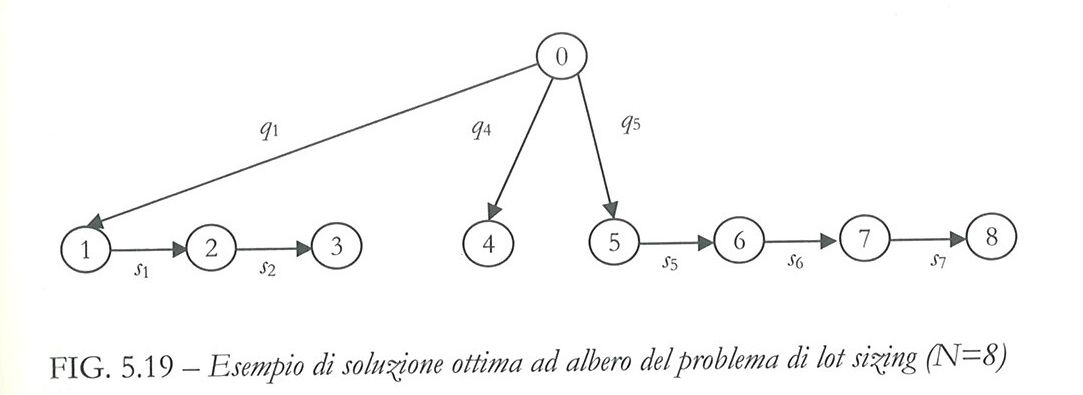 0
q1
q4
q5
1
2
3
4
5
6
7
8
s1
s2
s5
s6
s7
FIG. 5.19 – Esempio di soluzione ottima ad albero del problema di lot sizing (N=8)